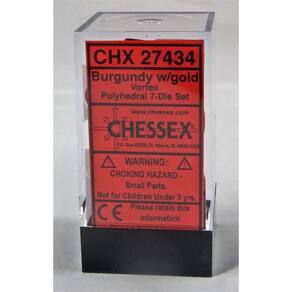 CHX 27434
Burgundy w/gold
Vortex
Polyhedral 7-Die Set
www.chessex.com
CHESSEX
WARNING:
CHOKING HAZARD -
Small Parts.
Not for Children Under 3 yrs.
CE Please retain this
information